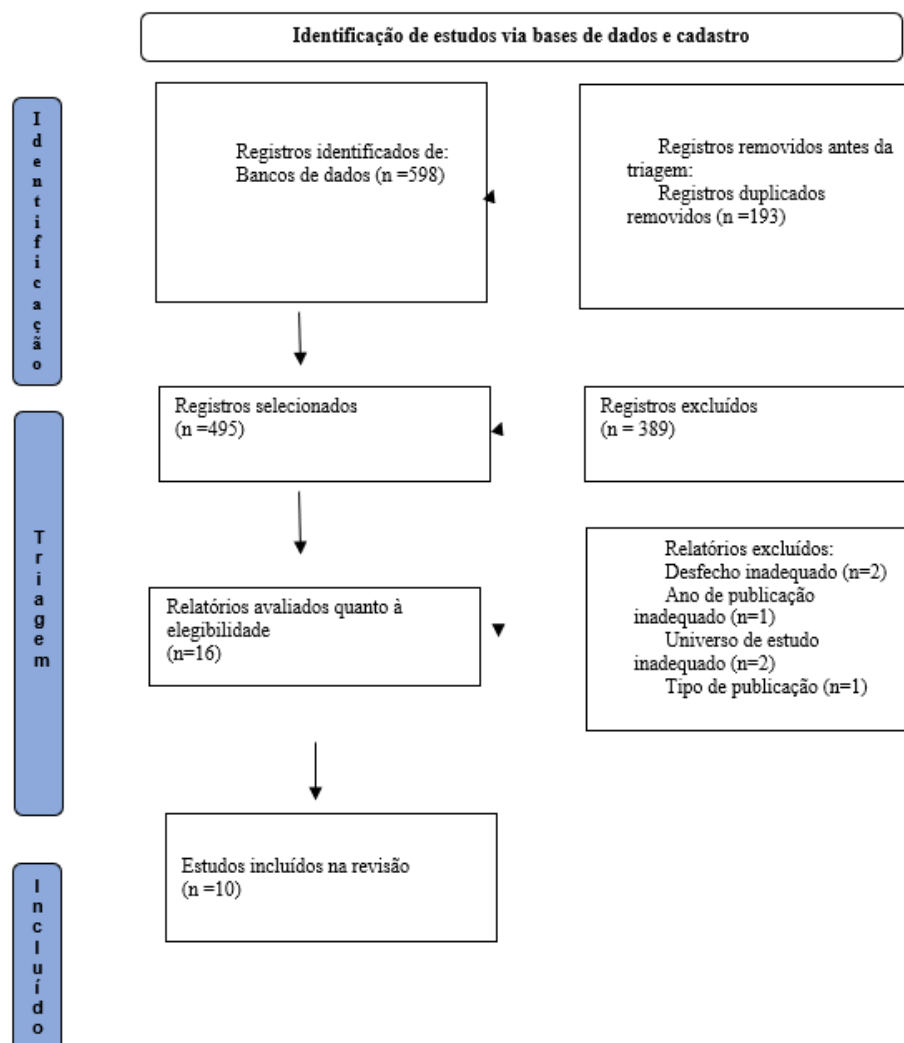 Identificação de estudos via bases de dados e cadastro
Identificação
Registros identificados de:
Bancos de dados (n =598)
Registros removidos antes da
triagem:
Registros duplicados
removidos (n =193)
Registros selecionados
(n =495)
Registros excluídos
(n = 389)
Triagem
Relatórios avaliados quanto à
elegibilidade
(n=16)
Relatórios excluídos:
Desfecho inadequado (n=2)
Ano de publicação
inadequado (n=1)
Universo de estudo
inadequado (n=2)
Tipo de publicação (n=1)
Incluído
Estudos incluídos na revisão
(n =10)